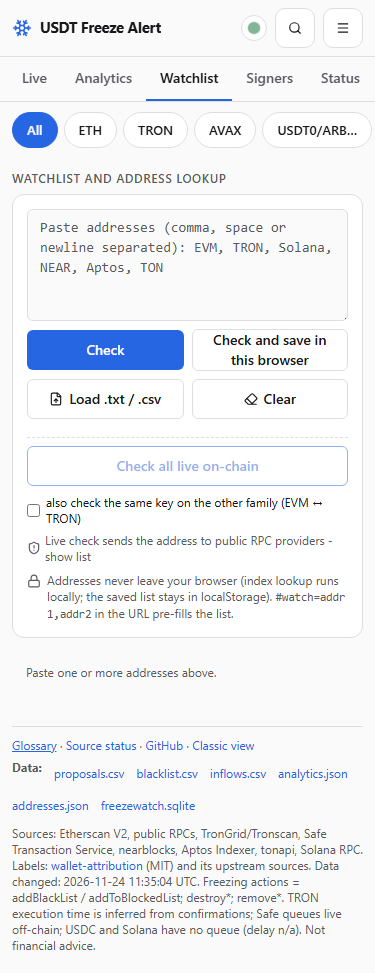 USDT Freeze Alert
Live Analytics Watchlist Signers Status
All ETH TRON AVAX USDT0/ARB...
WATCHLIST AND ADDRESS LOOKUP
Paste addresses (comma, space or
newline separated): EVM, TRON, Solana,
NEAR, Aptos, TON
Check
Check and save in
this browser
Load .txt / .csv
Clear
Check all live on-chain
also check the same key on the other family (EVM ↔
TRON)
Live check sends the address to public RPC providers -
show list
Addresses never leave your browser (index lookup runs
locally; the saved list stays in localStorage). #watch=addr
1,addr2 in the URL pre-fills the list.
Paste one or more addresses above.
Glossary · Source status · GitHub · Classic view
Data: proposals.csv blacklist.csv inflows.csv analytics.json
addresses.json freezewatch.sqlite
Sources: Etherscan V2, public RPCs, TronGrid/Tronscan, Safe
Transaction Service, nearblocks, Aptos Indexer, tonapi, Solana RPC.
Labels: wallet-attribution (MIT) and its upstream sources. Data
changed: 2026-11-24 11:35:04 UTC. Freezing actions =
addBlackList / addToBlockedList; destroy*; remove*. TRON
execution time is inferred from confirmations; Safe queues live
off-chain; USDC and Solana have no queue (delay n/a). Not
financial advice.